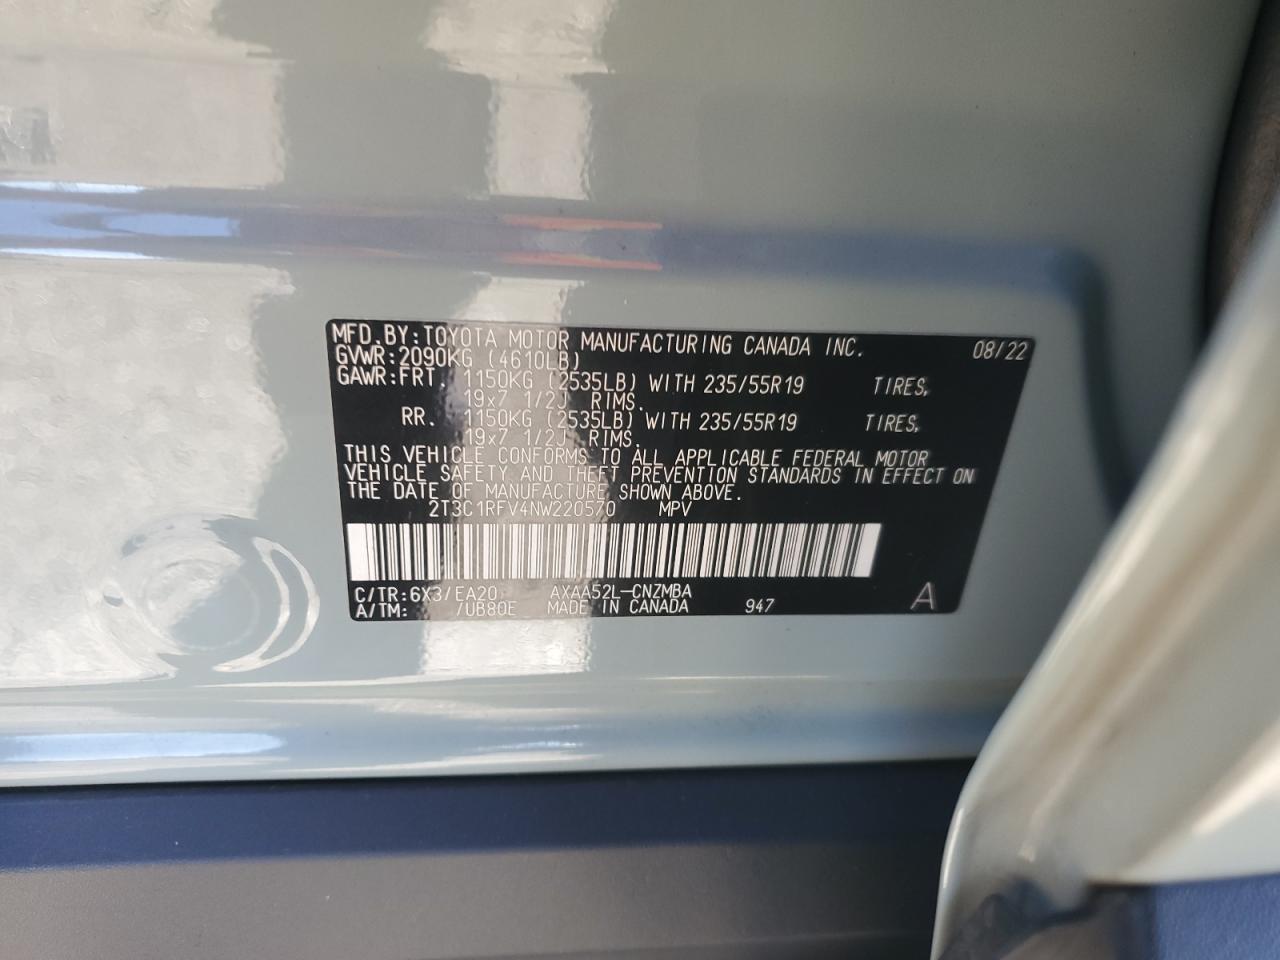 MFD.BY:TOYOTA MOTOR MANUFACTURING CANADA INC. 08/22
GVWR:2090KG (4610LB)
GAWR:FRT. 1150KG (2535LB) WITH 235/55R19 TIRES,
19x7 1/2J RIMS.
RR. 1150KG (2535LB) WITH 235/55R19 TIRES,
19x7 1/2J RIMS.
THIS VEHICLE CONFORMS TO ALL APPLICABLE FEDERAL MOTOR
VEHICLE SAFETY AND THEFT PREVENTION STANDARDS IN EFFECT ON
THE DATE OF MANUFACTURE SHOWN ABOVE.
2T3C1RFV4NW220570 MPV
C/TR:6X3/EA20 AXAA52L-CNZMBA
A/TM: /UB80E MADE IN CANADA 947 A